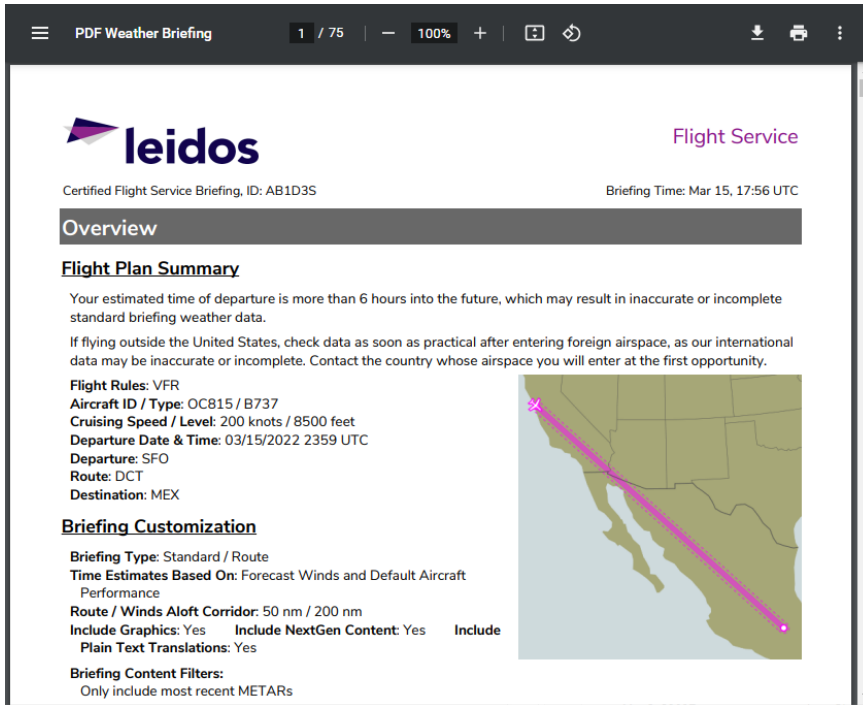 PDF Weather Briefing 1 / 75 100%
leidos
Flight Service
Certified Flight Service Briefing, ID: AB1D3S Briefing Time: Mar 15, 17:56 UTC
Overview
Flight Plan Summary
Your estimated time of departure is more than 6 hours into the future, which may result in inaccurate or incomplete
standard briefing weather data.
If flying outside the United States, check data as soon as practical after entering foreign airspace, as our international
data may be inaccurate or incomplete. Contact the country whose airspace you will enter at the first opportunity.
Flight Rules: VFR
Aircraft ID / Type: OC815 / B737
Cruising Speed / Level: 200 knots / 8500 feet
Departure Date & Time: 03/15/2022 2359 UTC
Departure: SFO
Route: DCT
Destination: MEX
Briefing Customization
Briefing Type: Standard / Route
Time Estimates Based On: Forecast Winds and Default Aircraft
Performance
Route / Winds Aloft Corridor: 50 nm / 200 nm
Include Graphics: Yes Include NextGen Content: Yes Include
Plain Text Translations: Yes
Briefing Content Filters:
Only include most recent METARs